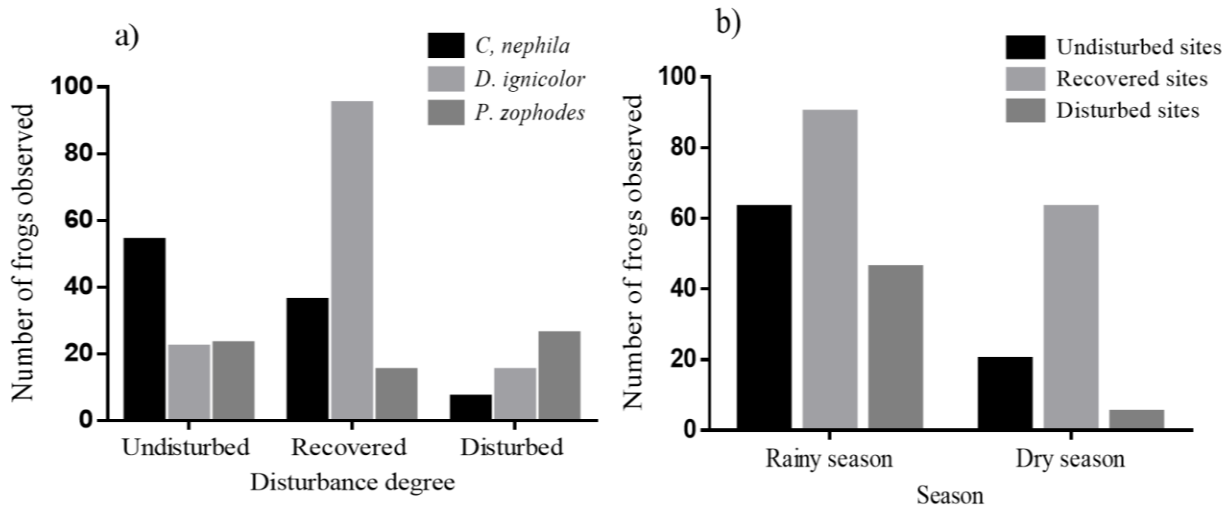 a)
C, nephila
D. ignicolor
P. zophodes
Number of frogs observed
100
80
60
40
20
0
Undisturbed Recovered Disturbed
Disturbance degree
b)
Undisturbed sites
Recovered sites
Disturbed sites
Number of frogs observed
100
80
60
40
20
0
Rainy season Dry season
Season